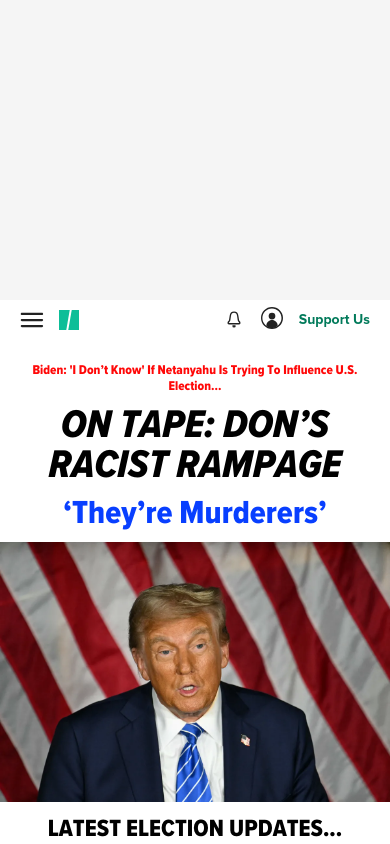 Support Us
Biden: 'I Don’t Know' If Netanyahu Is Trying To Influence U.S.
Election...
ON TAPE: DON’S
RACIST RAMPAGE
‘They’re Murderers’
LATEST ELECTION UPDATES...